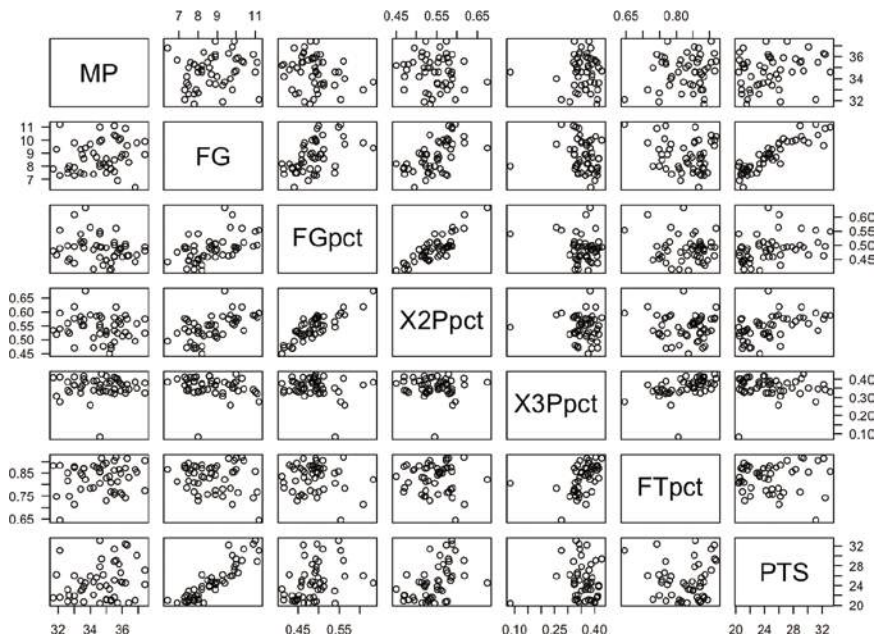 7 8 9 11 0.45 0.55 0.65 0.65 0.80
MP 32 34 36
7 8 9 10 11 FG
FGpct 0.45 0.50 0.55 0.60
0.45 0.50 0.55 0.60 0.65 X2Ppct
X3Ppct 0.10 0.20 0.30 0.40
0.65 0.75 0.85 FTpct
PTS 20 24 28 32
32 34 36 0.45 0.55 0.10 0.25 0.40 20 24 28 32